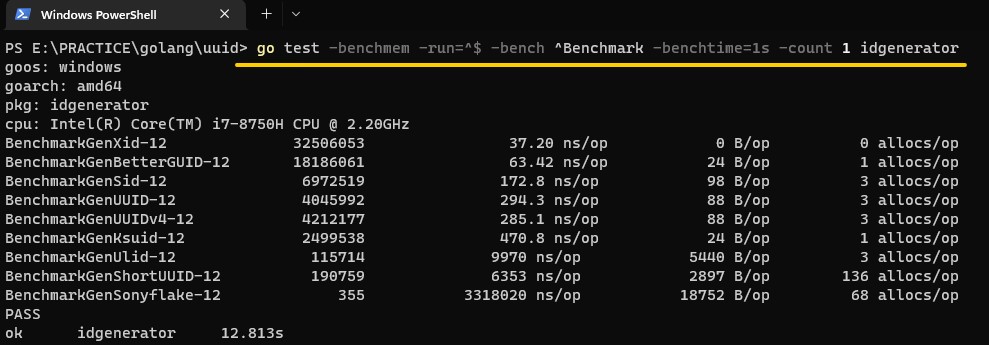 Windows PowerShell
PS E:\PRACTICE\golang\uuid> go test -benchmem -run=^$ -bench ^Benchmark -benchtime=1s -count 1 idgenerator
goos: windows
goarch: amd64
pkg: idgenerator
cpu: Intel(R) Core(TM) i7-8750H CPU @ 2.20GHz
BenchmarkGenXid-12 32506053 37.20 ns/op 0 B/op 0 allocs/op
BenchmarkGenBetterGUID-12 18186061 63.42 ns/op 24 B/op 1 allocs/op
BenchmarkGenSid-12 6972519 172.8 ns/op 98 B/op 3 allocs/op
BenchmarkGenUUID-12 4045992 294.3 ns/op 88 B/op 3 allocs/op
BenchmarkGenUUIDv4-12 4212177 285.1 ns/op 88 B/op 3 allocs/op
BenchmarkGenKsuid-12 2499538 470.8 ns/op 24 B/op 1 allocs/op
BenchmarkGenUlid-12 115714 9970 ns/op 5440 B/op 3 allocs/op
BenchmarkGenShortUUID-12 190759 6353 ns/op 2897 B/op 136 allocs/op
BenchmarkGenSonyflake-12 355 3318020 ns/op 18752 B/op 68 allocs/op
PASS
ok idgenerator 12.813s